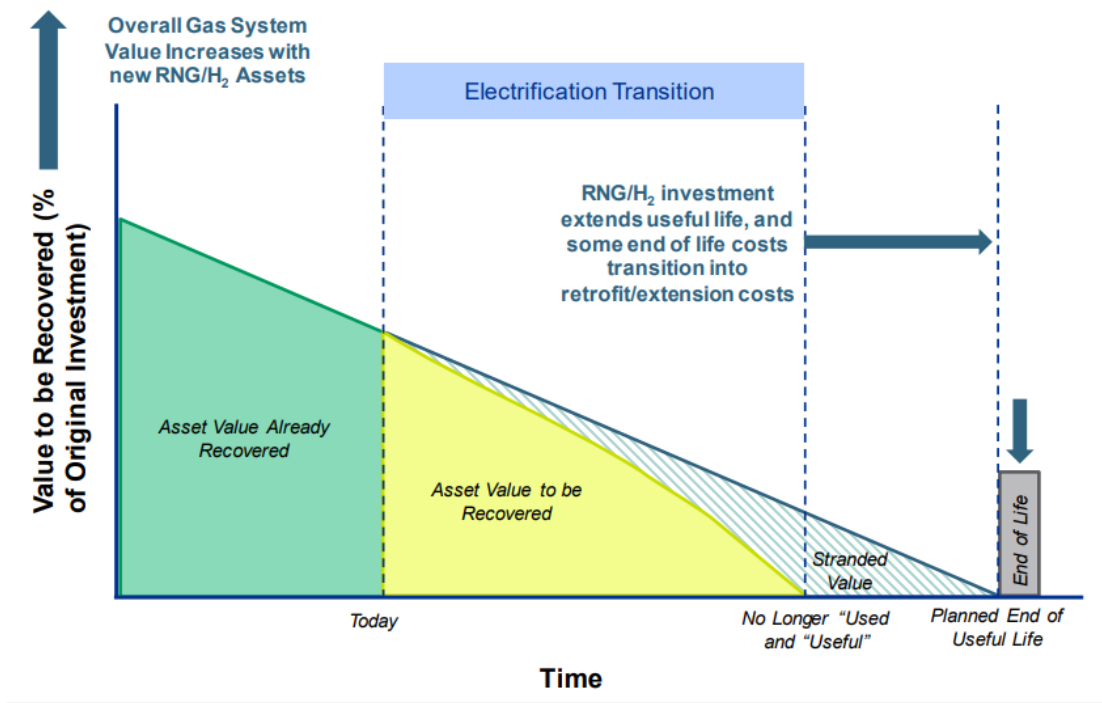 Overall Gas System
Value Increases with
new RNG/H₂ Assets
Electrification Transition
RNG/H₂ investment
extends useful life, and
some end of life costs
transition into
retrofit/extension costs
Value to be Recovered (%
of Original Investment)
Asset Value Already
Recovered
Asset Value to be
Recovered
Stranded
Value
End of Life
Today
No Longer “Used
and “Useful”
Planned End of
Useful Life
Time